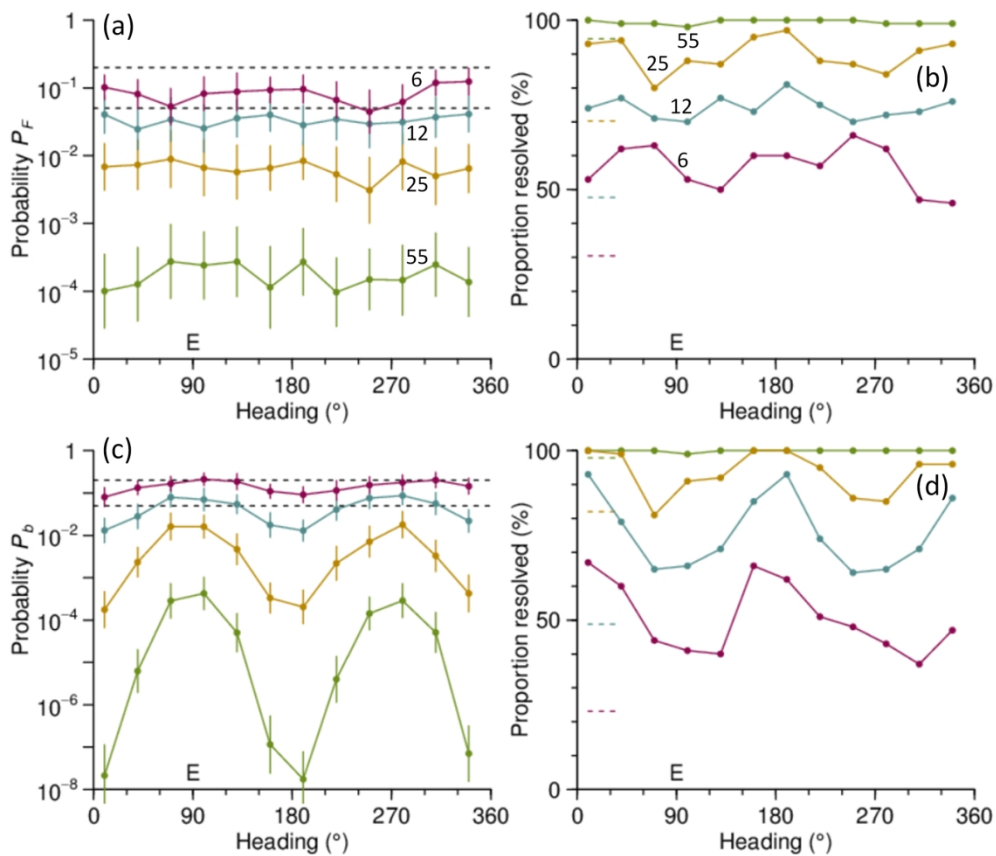 (a)
1
10⁻¹
10⁻²
10⁻³
10⁻⁴
10⁻⁵
Probability P_F
6
12
25
55
E
0 90 180 270 360
Heading (°)
(b)
100
50
0
Proportion resolved (%)
55
25
12
6
E
0 90 180 270 360
Heading (°)
(c)
1
10⁻²
10⁻⁴
10⁻⁶
10⁻⁸
Probablity P_b
E
0 90 180 270 360
Heading (°)
(d)
100
50
0
Proportion resolved (%)
E
0 90 180 270 360
Heading (°)